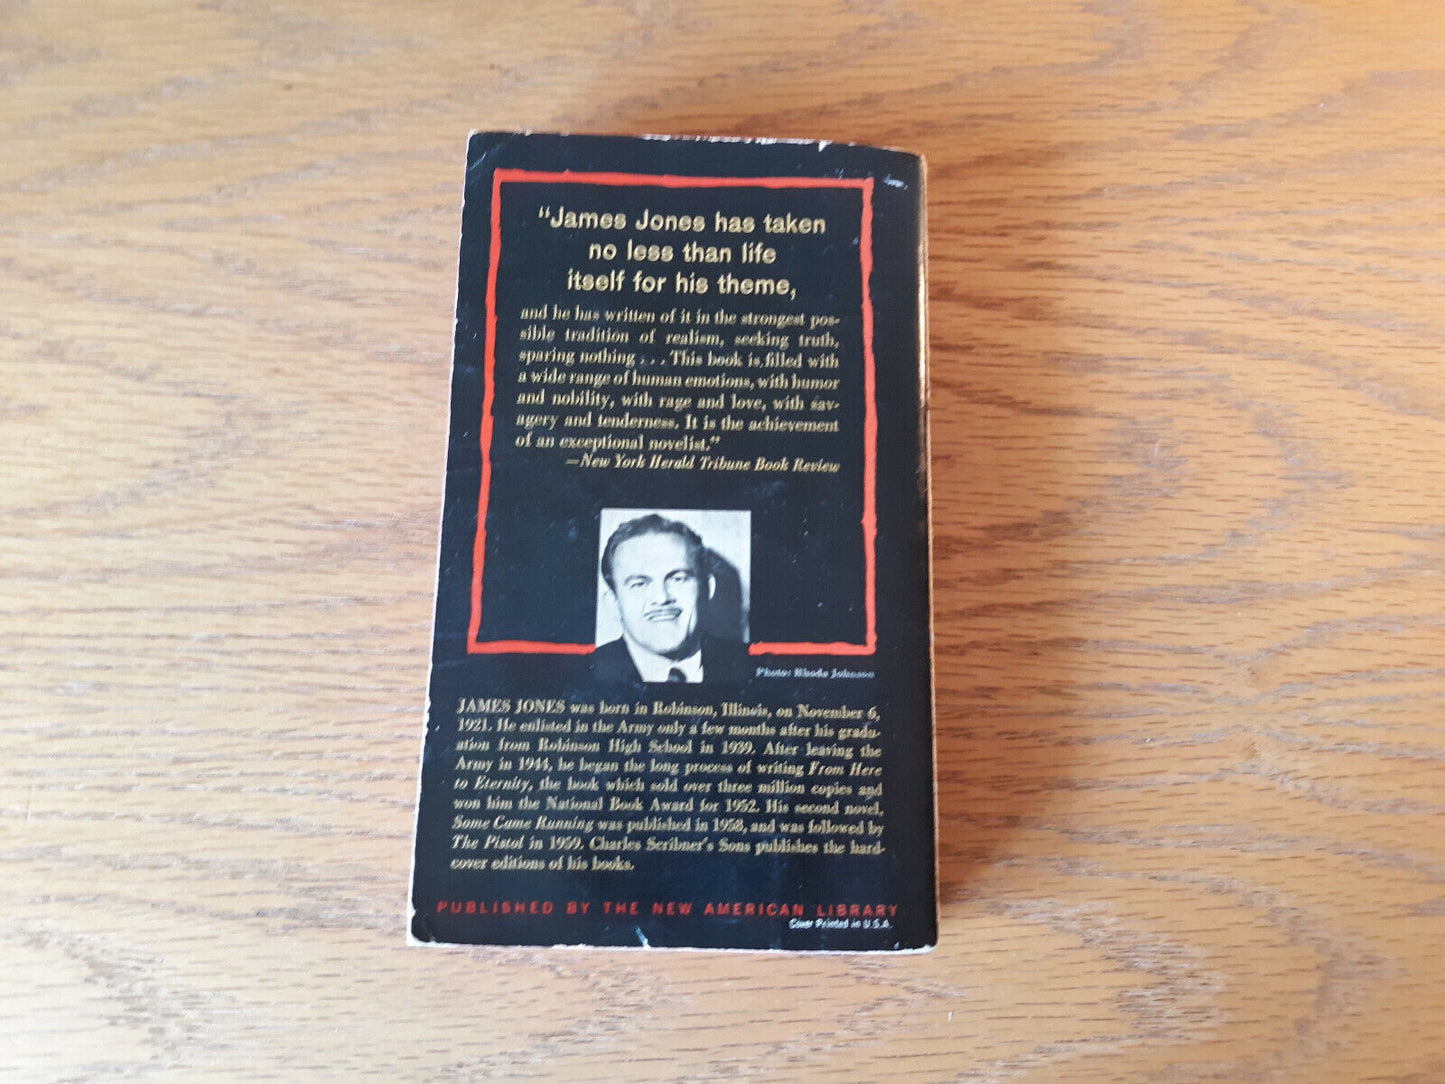 "James Jones has taken
no less than life
itself for his theme,
and he has written of it in the strongest pos-
sible tradition of realism, seeking truth,
sparing nothing . . . This book is filled with
a wide range of human emotions, with humor
and nobility, with rage and love, with sav-
agery and tenderness. It is the achievement
of an exceptional novelist."
—New York Herald Tribune Book Review
Photo: Rhoda Johnson
JAMES JONES was born in Robinson, Illinois, on November 6,
1921. He enlisted in the Army only a few months after his gradu-
ation from Robinson High School in 1939. After leaving the
Army in 1944, he began the long process of writing From Here
to Eternity, the book which sold over three million copies and
won him the National Book Award for 1952. His second novel,
Some Came Running was published in 1958, and was followed by
The Pistol in 1959. Charles Scribner's Sons publishes the hard-
cover editions of his books.
PUBLISHED BY THE NEW AMERICAN LIBRARY
Cover Printed in U.S.A.